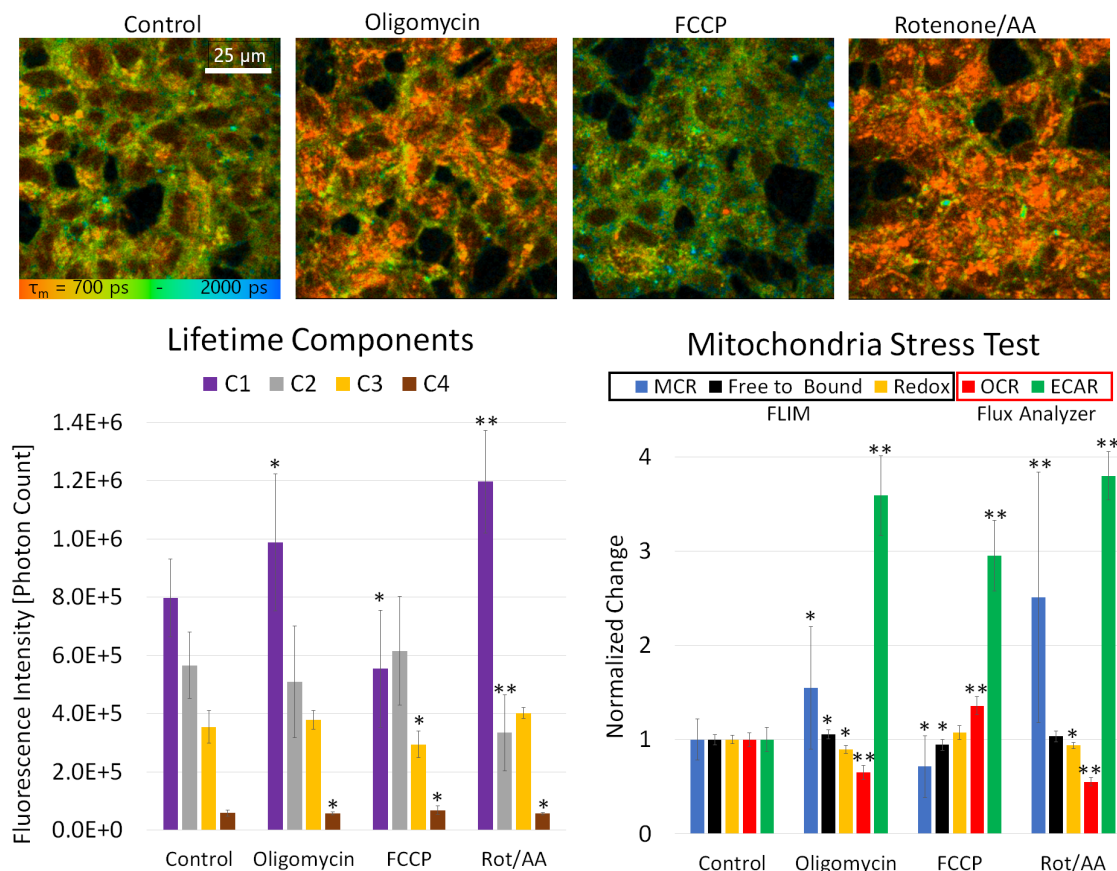 Control Oligomycin FCCP Rotenone/AA
25 µm
τm = 700 ps - 2000 ps
Lifetime Components
C1 C2 C3 C4
Fluorescence Intensity [Photon Count]
1.4E+6
1.2E+6
1.0E+6
8.0E+5
6.0E+5
4.0E+5
2.0E+5
0.0E+0
** 
*
*
**
*
*
*
*
Control Oligomycin FCCP Rot/AA
Mitochondria Stress Test
MCR Free to Bound Redox OCR ECAR
FLIM Flux Analyzer
Normalized Change
4
3
2
1
0
**
**
**
**
*
**
* * * *
*
**
**
Control Oligomycin FCCP Rot/AA